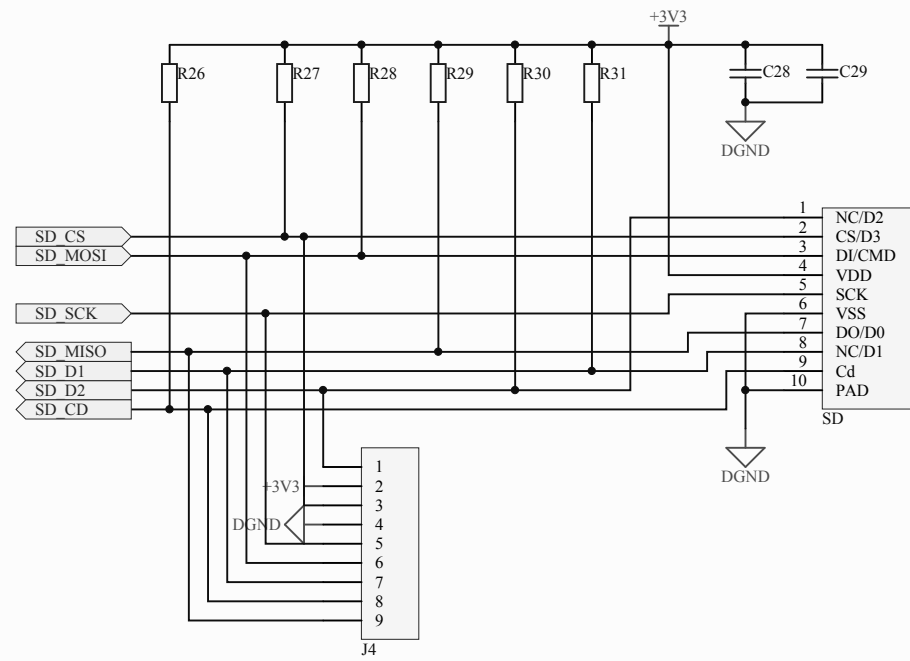 +3V3
R26 R27 R28 R29 R30 R31 C28 C29
DGND
SD_CS
SD_MOSI
SD_SCK
SD_MISO
SD_D1
SD_D2
SD_CD
1 NC/D2
2 CS/D3
3 DI/CMD
4 VDD
5 SCK
6 VSS
7 DO/D0
8 NC/D1
9 Cd
10 PAD
SD
DGND
1
+3V3 2
3
DGND 4
5
6
7
8
9
J4